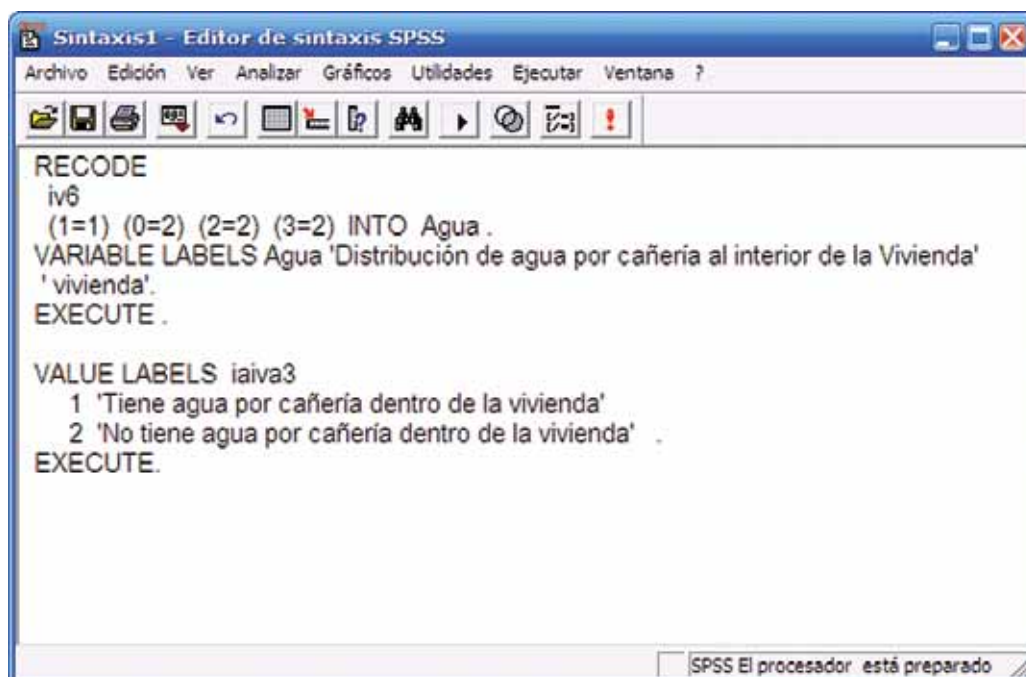 Sintaxis1 - Editor de sintaxis SPSS
Archivo Edición Ver Analizar Gráficos Utilidades Ejecutar Ventana ?
RECODE
iv6
(1=1) (0=2) (2=2) (3=2) INTO Agua .
VARIABLE LABELS Agua 'Distribución de agua por cañería al interior de la Vivienda'
' vivienda'.
EXECUTE .
VALUE LABELS iaiva3
1 'Tiene agua por cañería dentro de la vivienda'
2 'No tiene agua por cañería dentro de la vivienda' .
EXECUTE.
SPSS El procesador está preparado